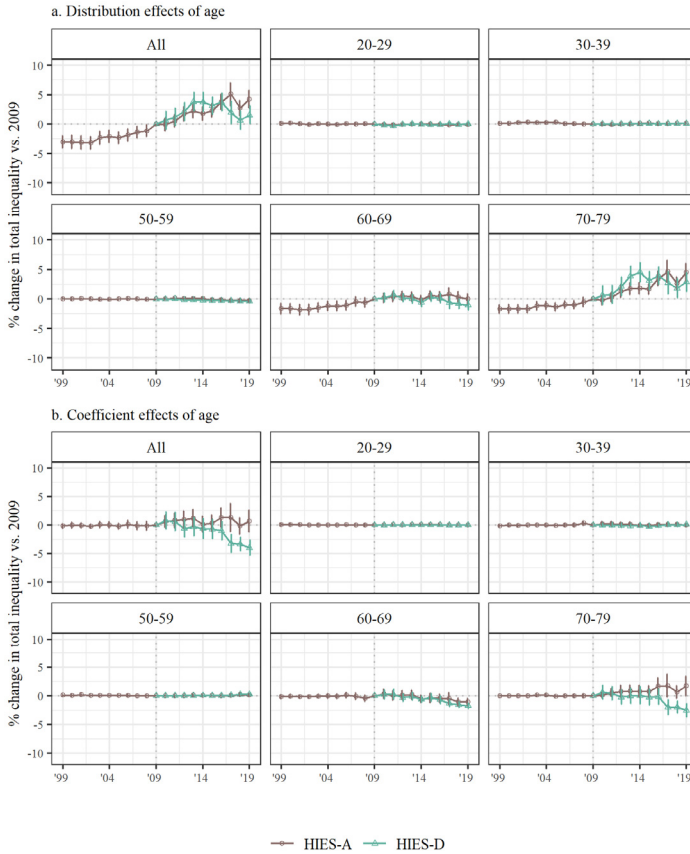 a. Distribution effects of age
All 20-29 30-39
10
5
0
-5
-10
50-59 60-69 70-79
10
5
0
-5
-10
% change in total inequality vs. 2009
'99 '04 '09 '14 '19 '99 '04 '09 '14 '19 '99 '04 '09 '14 '19
b. Coefficient effects of age
All 20-29 30-39
10
5
0
-5
-10
50-59 60-69 70-79
10
5
0
-5
-10
% change in total inequality vs. 2009
'99 '04 '09 '14 '19 '99 '04 '09 '14 '19 '99 '04 '09 '14 '19
HIES-A HIES-D